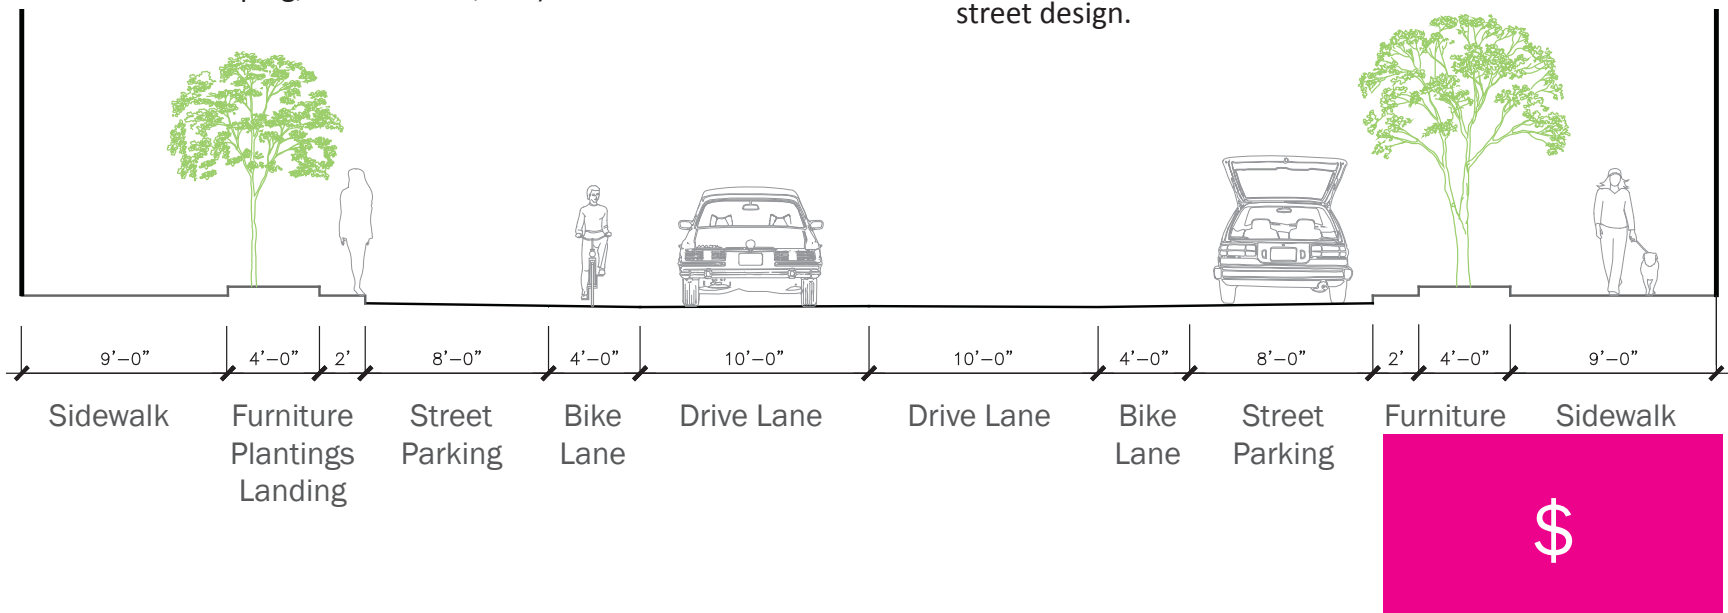 street design.
9'-0" 4'-0" 2' 8'-0" 4'-0" 10'-0" 10'-0" 4'-0" 8'-0" 2' 4'-0" 9'-0"
Sidewalk Furniture Street Bike Drive Lane Drive Lane Bike Street Furniture Sidewalk
Plantings Parking Lane Lane Parking
Landing
$